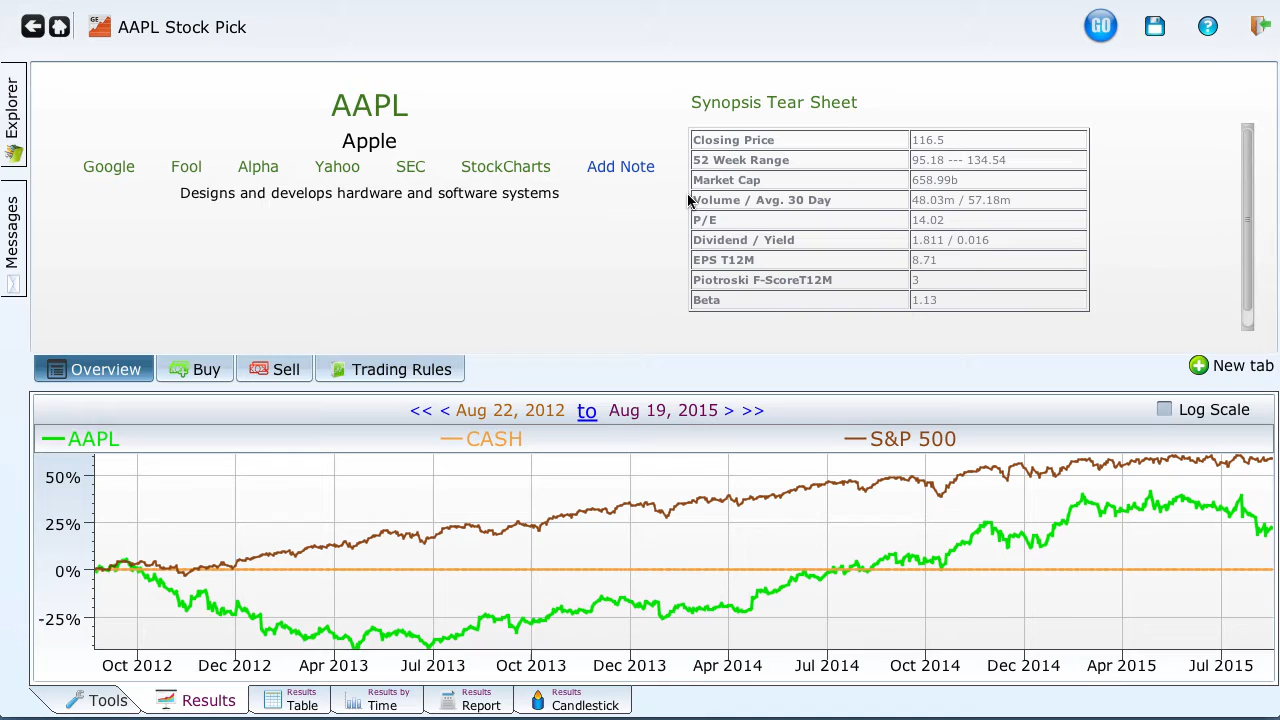 GE AAPL Stock Pick
GO
?
Explorer
Messages
AAPL
Apple
Google Fool Alpha Yahoo SEC StockCharts Add Note
Designs and develops hardware and software systems
Synopsis Tear Sheet
Closing Price 116.5
52 Week Range 95.18 --- 134.54
Market Cap 658.99b
Volume / Avg. 30 Day 48.03m / 57.18m
P/E 14.02
Dividend / Yield 1.811 / 0.016
EPS T12M 8.71
Piotroski F-ScoreT12M 3
Beta 1.13
Overview Buy Sell Trading Rules
New tab
<< < Aug 22, 2012 to Aug 19, 2015 > >>
Log Scale
AAPL CASH S&P 500
50%
25%
0%
-25%
Oct 2012 Dec 2012 Apr 2013 Jul 2013 Oct 2013 Dec 2013 Apr 2014 Jul 2014 Oct 2014 Dec 2014 Apr 2015 Jul 2015
Tools Results
Results Table
Results by Time
Results Report
Results Candlestick